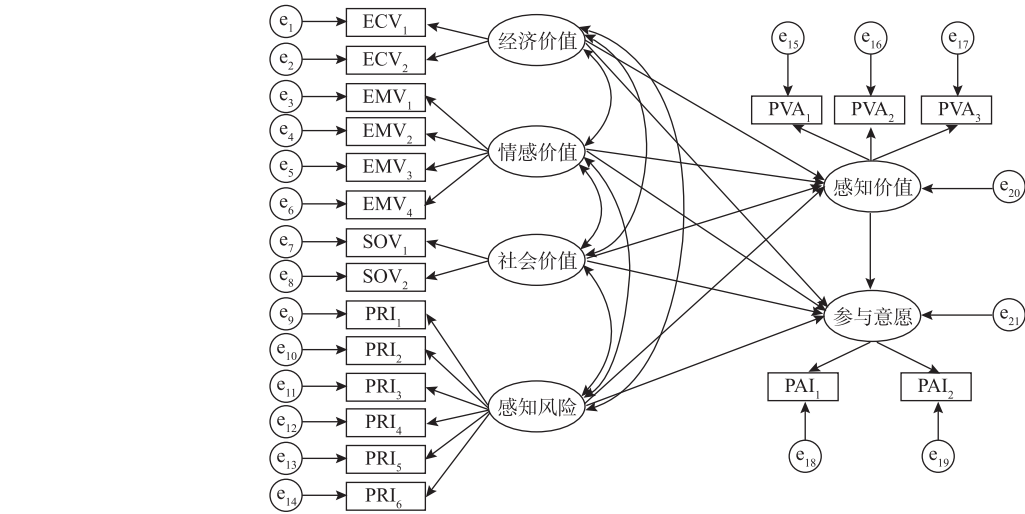 e₁ ECV₁
e₂ ECV₂
e₃ EMV₁
e₄ EMV₂
e₅ EMV₃
e₆ EMV₄
e₇ SOV₁
e₈ SOV₂
e₉ PRI₁
e₁₀ PRI₂
e₁₁ PRI₃
e₁₂ PRI₄
e₁₃ PRI₅
e₁₄ PRI₆
经济价值
情感价值
社会价值
感知风险
e₁₅ e₁₆ e₁₇
PVA₁ PVA₂ PVA₃
感知价值 e₂₀
参与意愿 e₂₁
PAI₁ PAI₂
e₁₈ e₁₉